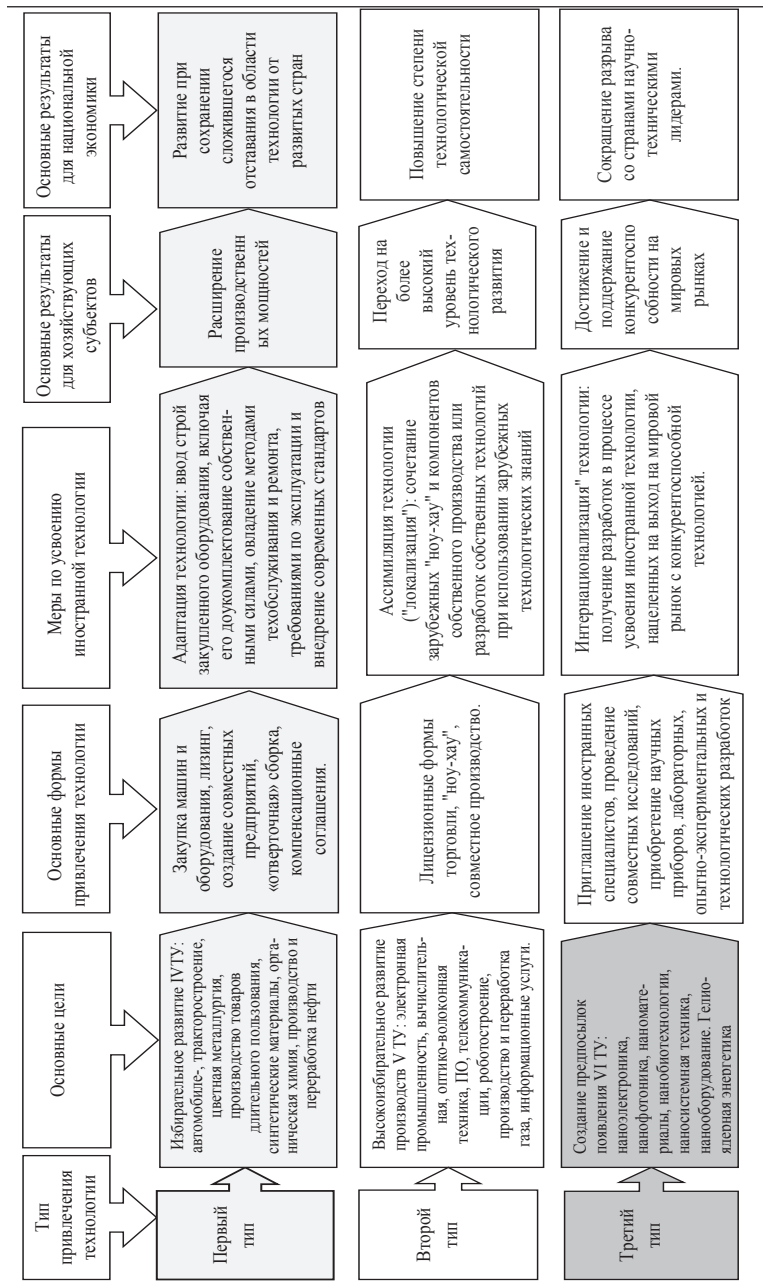 Тип
привлечения
технологии
Основные цели
Основные формы
привлечения технологии
Меры по усвоению
иностранной технологии
Основные результаты
для хозяйствующих
субъектов
Основные результаты
для национальной
экономики
Первый
тип
Избирательное развитие IVТУ:
автомобиле-, тракторостроение,
цветная металлургия,
производство товаров
длительного пользования,
синтетические материалы, орга-
ническая химия, производство и
переработка нефти
Закупка машин и
оборудования, лизинг,
создание совместных
предприятий,
«отверточная» сборка,
компенсационные
соглашения.
Адаптация технологии: ввод строй
закупленного оборудования, включая
его доукомплектование собствен-
ными силами, овладение методами
техобслуживания и ремонта,
требованиями по эксплуатации и
внедрение современных стандартов
Расширение
производственн
ых мощностей
Развитие при
сохранении
сложившегося
отставания в области
технологии от
развитых стран
Второй
тип
Высокоизбирательное развитие
производств V ТУ: электронная
промышленность, вычислитель-
ная, оптико-волоконная
техника, ПО, телекоммуника-
ции, роботостроение,
производство и переработка
газа, информационные услуги.
Лицензионные формы
торговли, "ноу-хау",
совместное производство.
Ассимиляция технологии
("локализация"): сочетание
зарубежных "ноу-хау" и компонентов
собственного производства или
разработок собственных технологий
при использовании зарубежных
технологических знаний
Переход на
более
высокий
уровень тех-
нологического
развития
Повышение степени
технологической
самостоятельности
Третий
тип
Создание предпосылок
появления VI ТУ:
наноэлектроника,
нанофотоника, наномате-
риалы, нанобиотехнологии,
наносистемная техника,
нанооборудование. Гелио-
ядерная энергетика
Приглашение иностранных
специалистов, проведение
совместных исследований,
приобретение научных
приборов, лабораторных,
опытно-экспериментальных и
технологических разработок
Интернационализация" технологии:
получение разработок в процессе
усвоения иностранной технологии,
нацеленных на выход на мировой
рынок с конкурентоспособной
технологией.
Достижение и
поддержание
конкурентоспо
собности на
мировых
рынках
Сокращение разрыва
со странами научно-
техническими
лидерами.